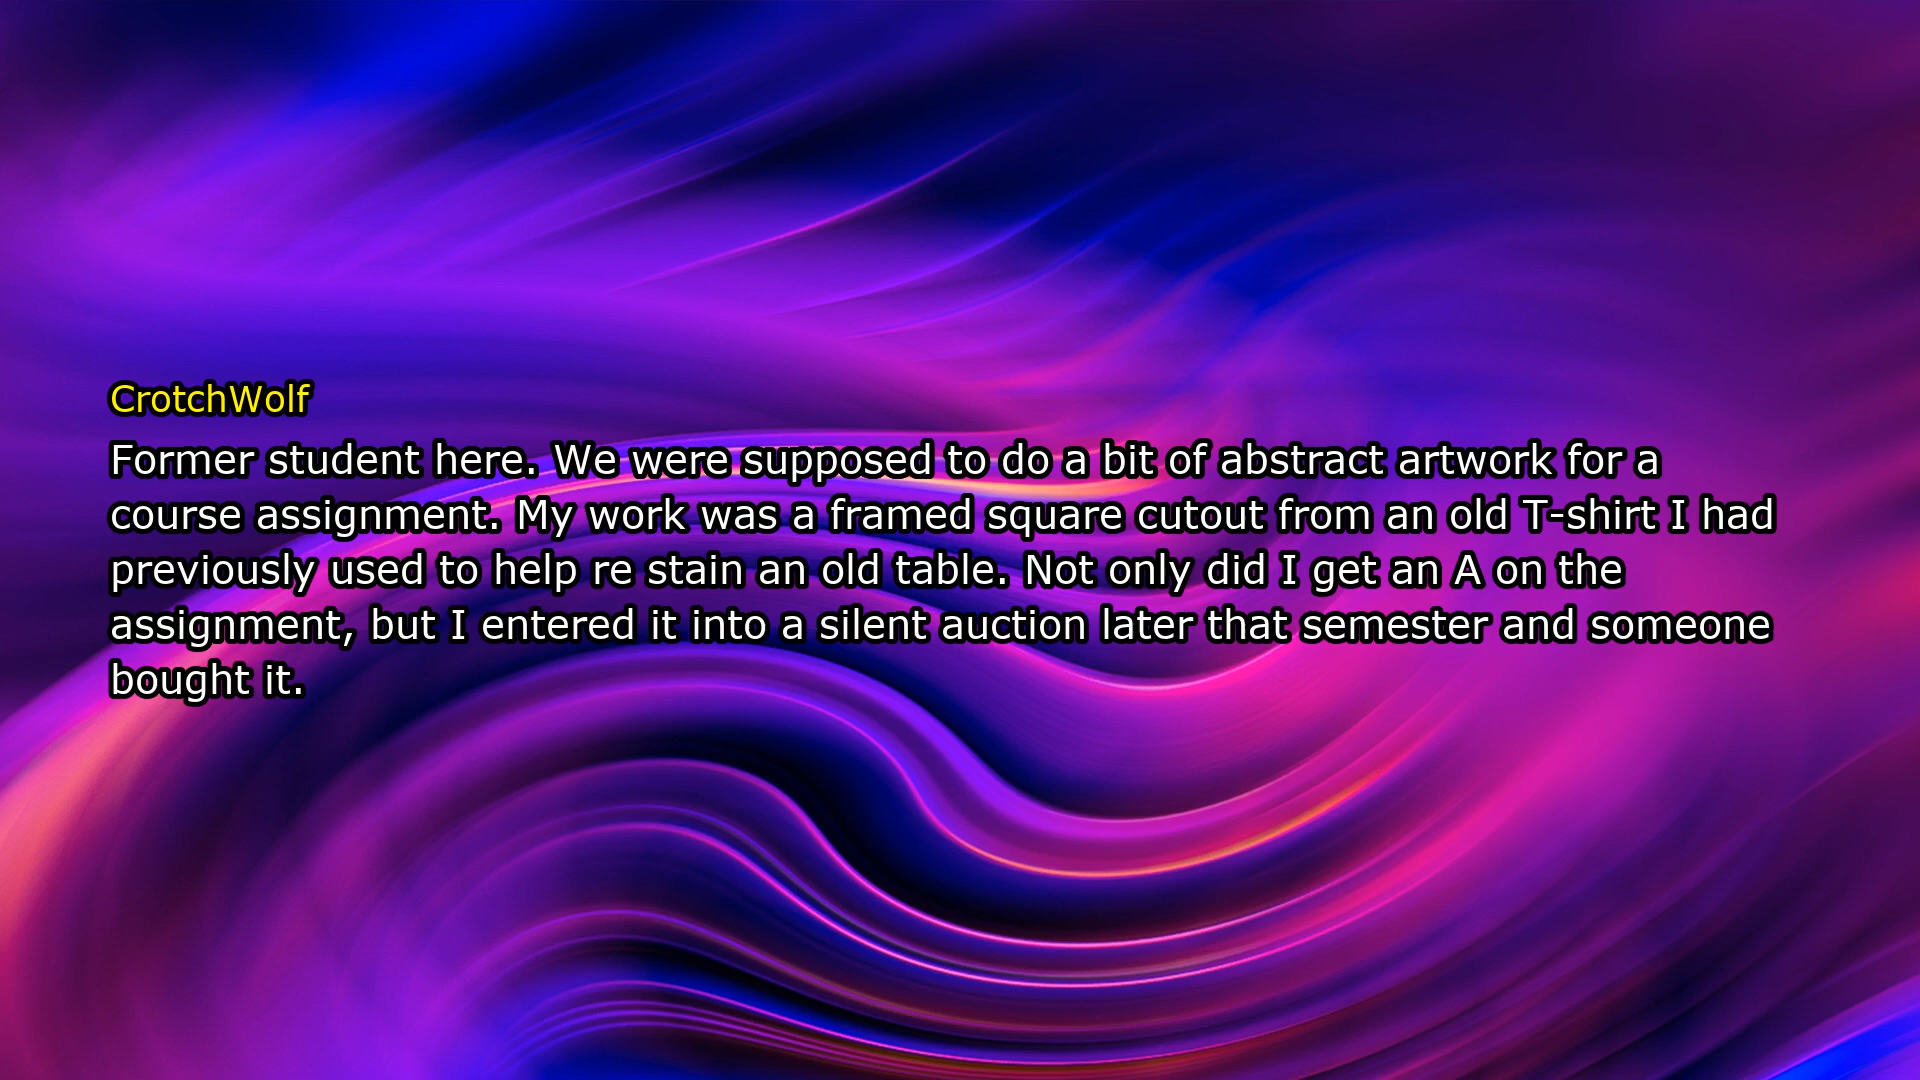 CrotchWolf
Former student here. We were supposed to do a bit of abstract artwork for a
course assignment. My work was a framed square cutout from an old T-shirt I had
previously used to help re stain an old table. Not only did I get an A on the
assignment, but I entered it into a silent auction later that semester and someone
bought it.